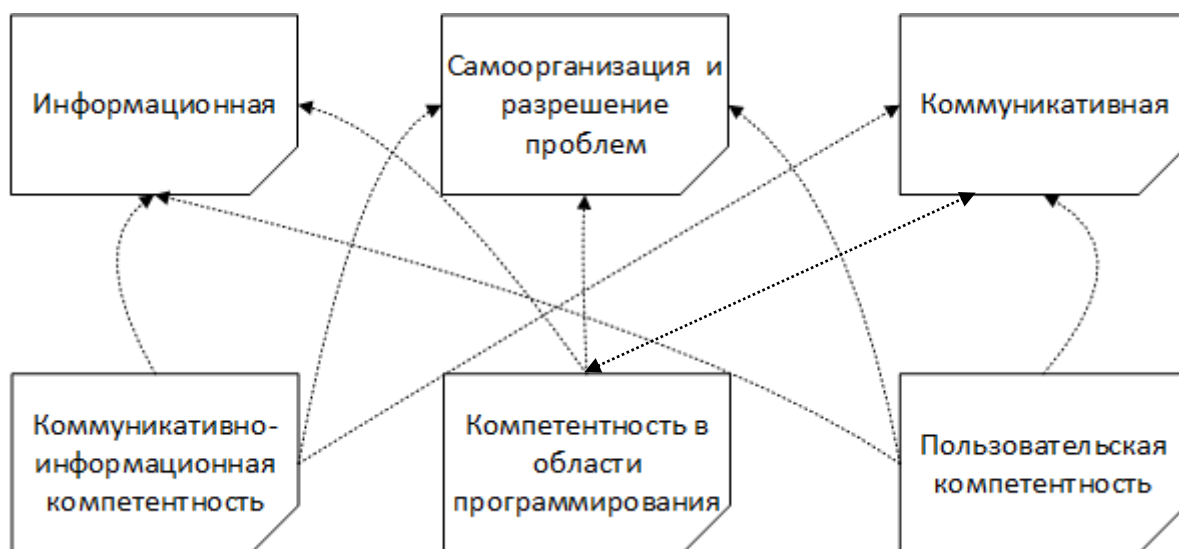 Информационная
Самоорганизация и
разрешение
проблем
Коммуникативная
Коммуникативно-
информационная
компетентность
Компетентность в
области
программирования
Пользовательская
компетентность